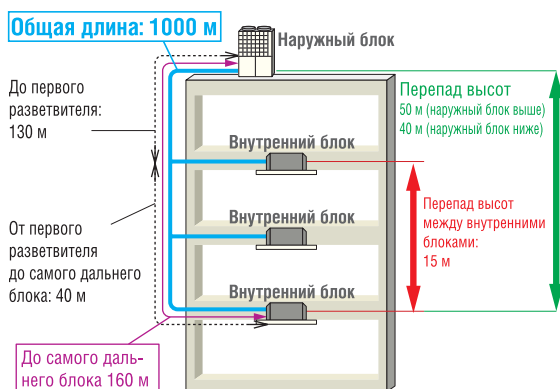 Общая длина: 1000 м
Наружный блок
До первого
разветвителя:
130 м
Перепад высот
50 м (наружный блок выше)
40 м (наружный блок ниже)
Внутренний блок
Перепад высот
между внутренними
блоками:
15 м
От первого
разветвителя
до самого дальнего
блока: 40 м
Внутренний блок
Внутренний блок
До самого даль-
него блока 160 м